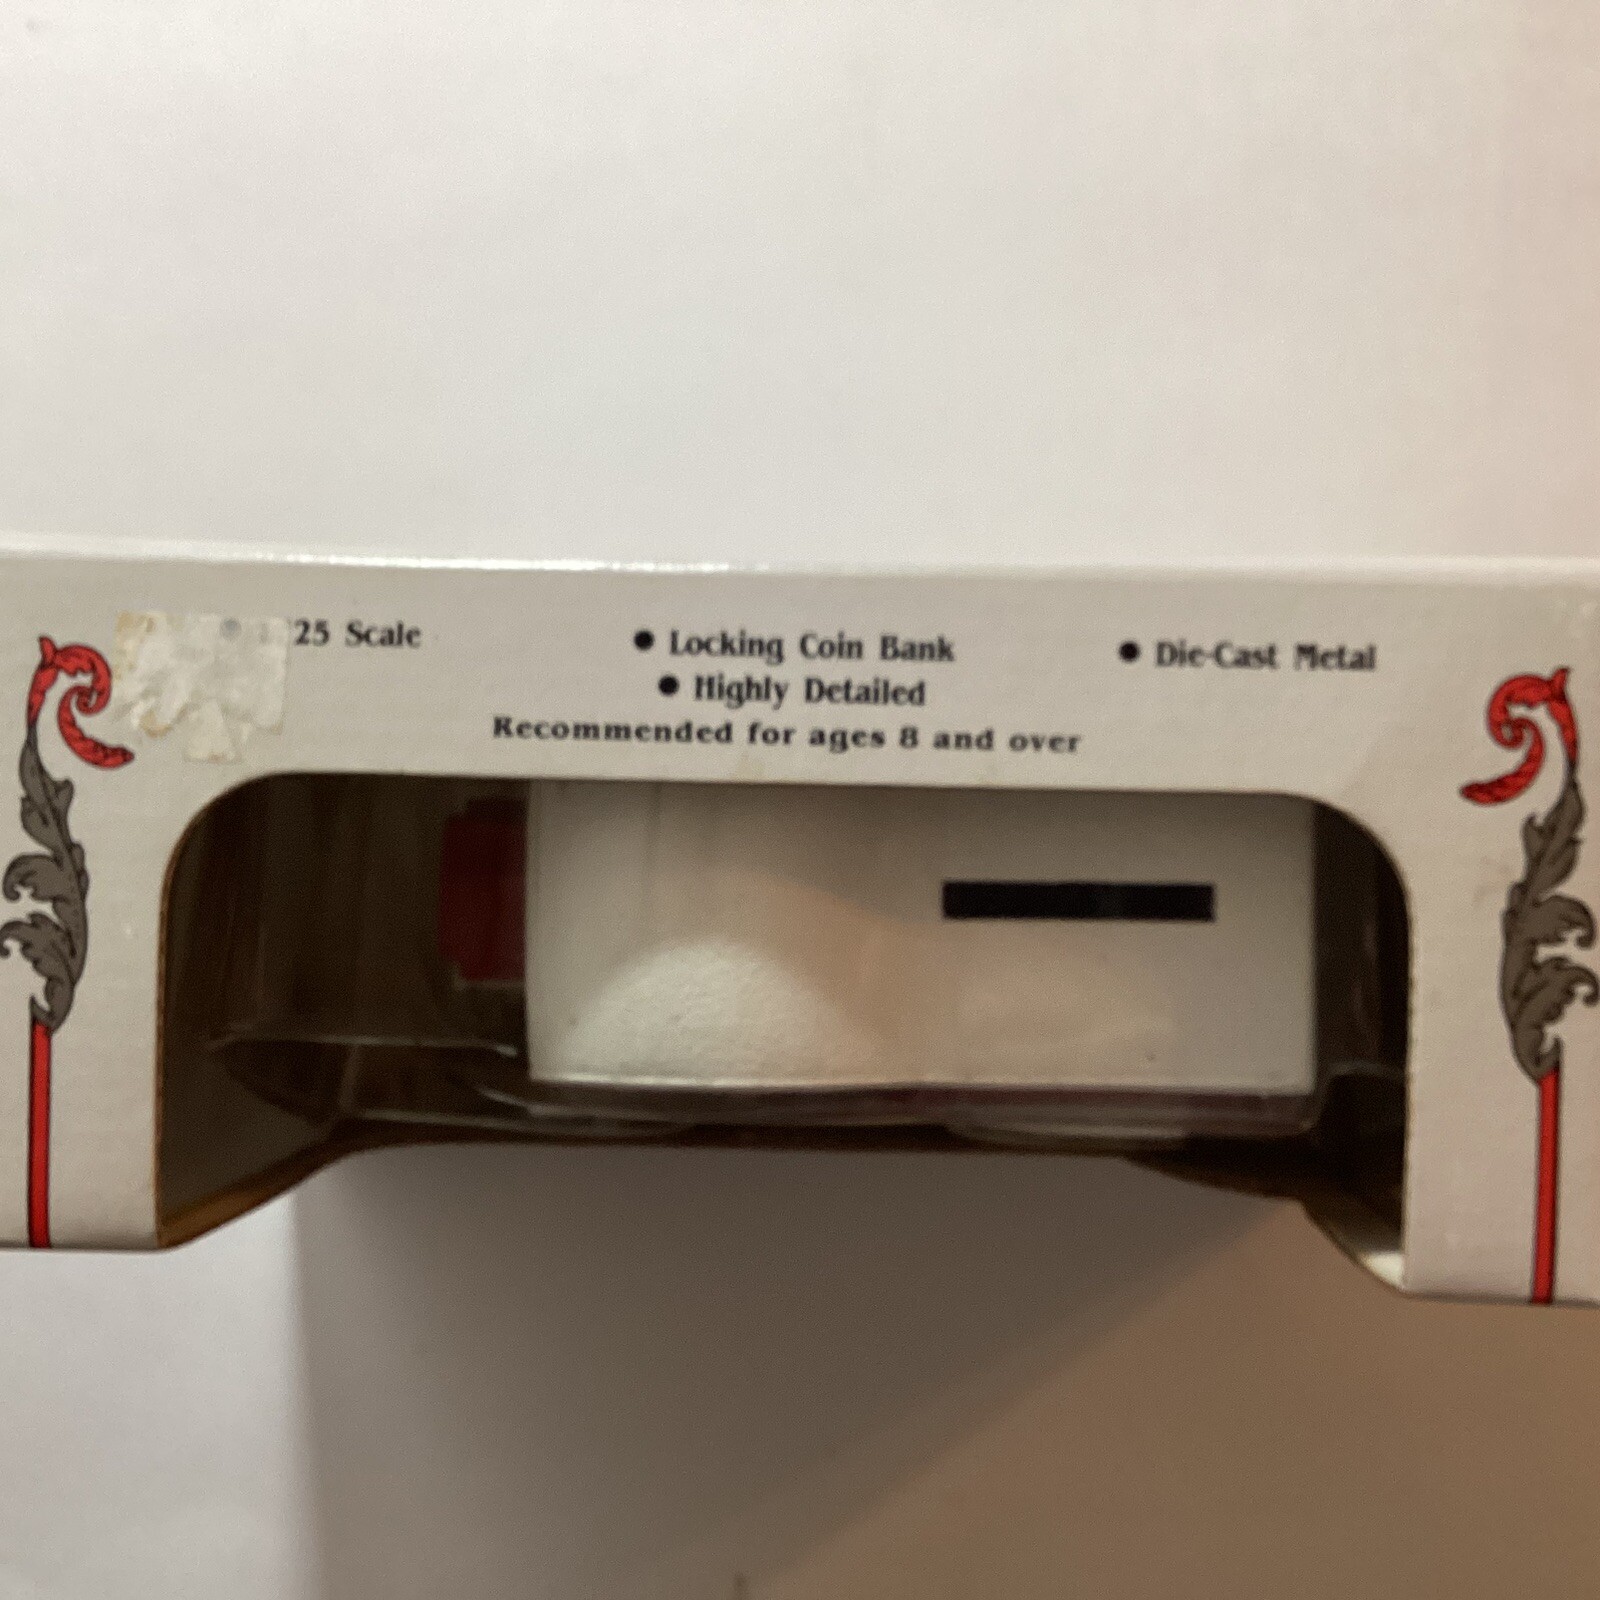 25 Scale
● Locking Coin Bank
● Die-Cast Metal
● Highly Detailed
Recommended for ages 8 and over